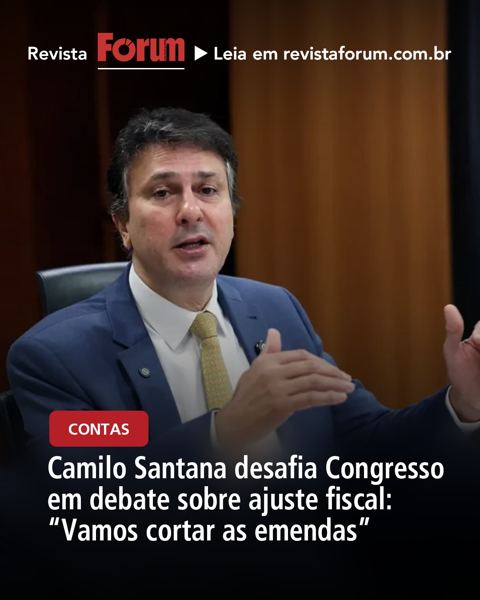 Revista Forum ▶ Leia em revistaforum.com.br
CONTAS
Camilo Santana desafia Congresso
em debate sobre ajuste fiscal:
“Vamos cortar as emendas”